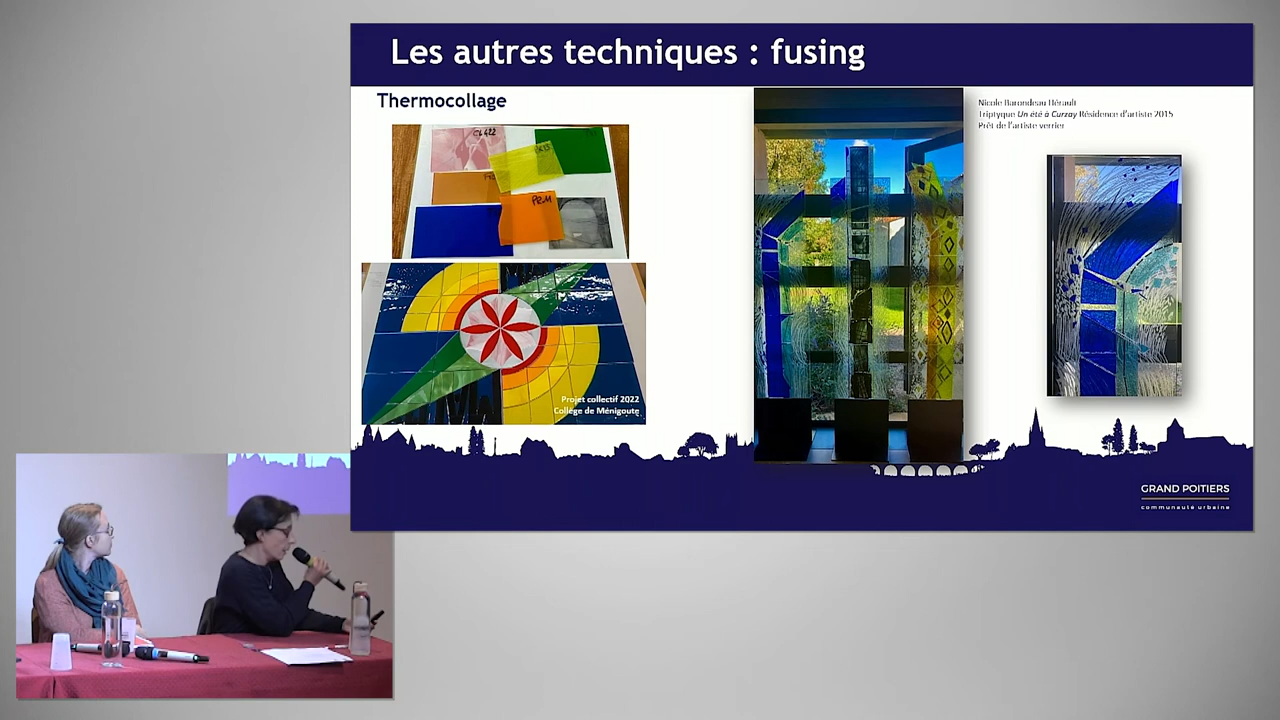 Les autres techniques : fusing
Thermocollage
PRM
Projet collectif 2022
Collège de Ménigoute
Nicole Barondeau Hérault
Triptyque Un été à Curzay Résidence d'artiste 2015
Prêt de l'artiste verrier
GRAND POITIERS
communauté urbaine